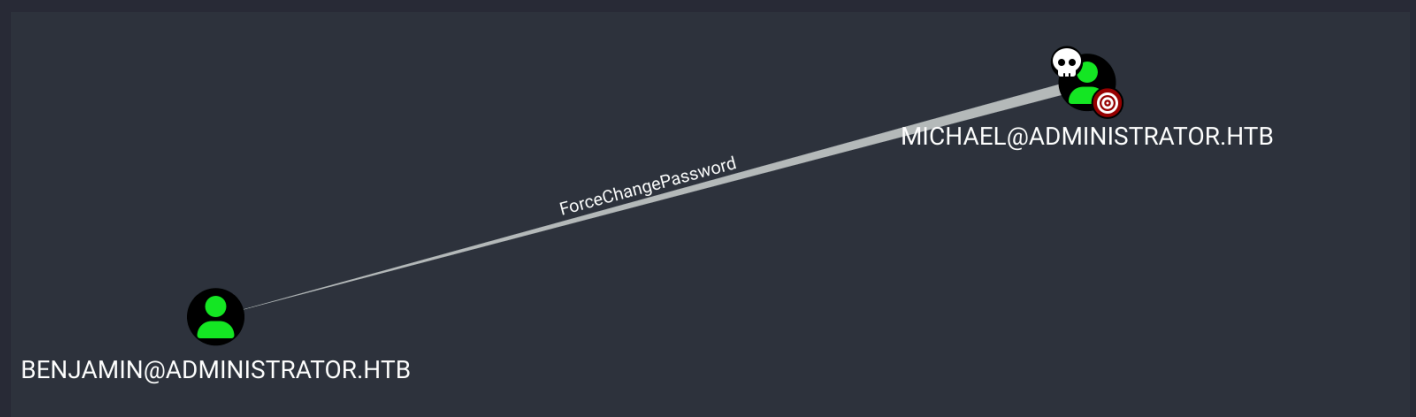 MICHAEL@ADMINISTRATOR.HTB
ForceChangePassword
BENJAMIN@ADMINISTRATOR.HTB